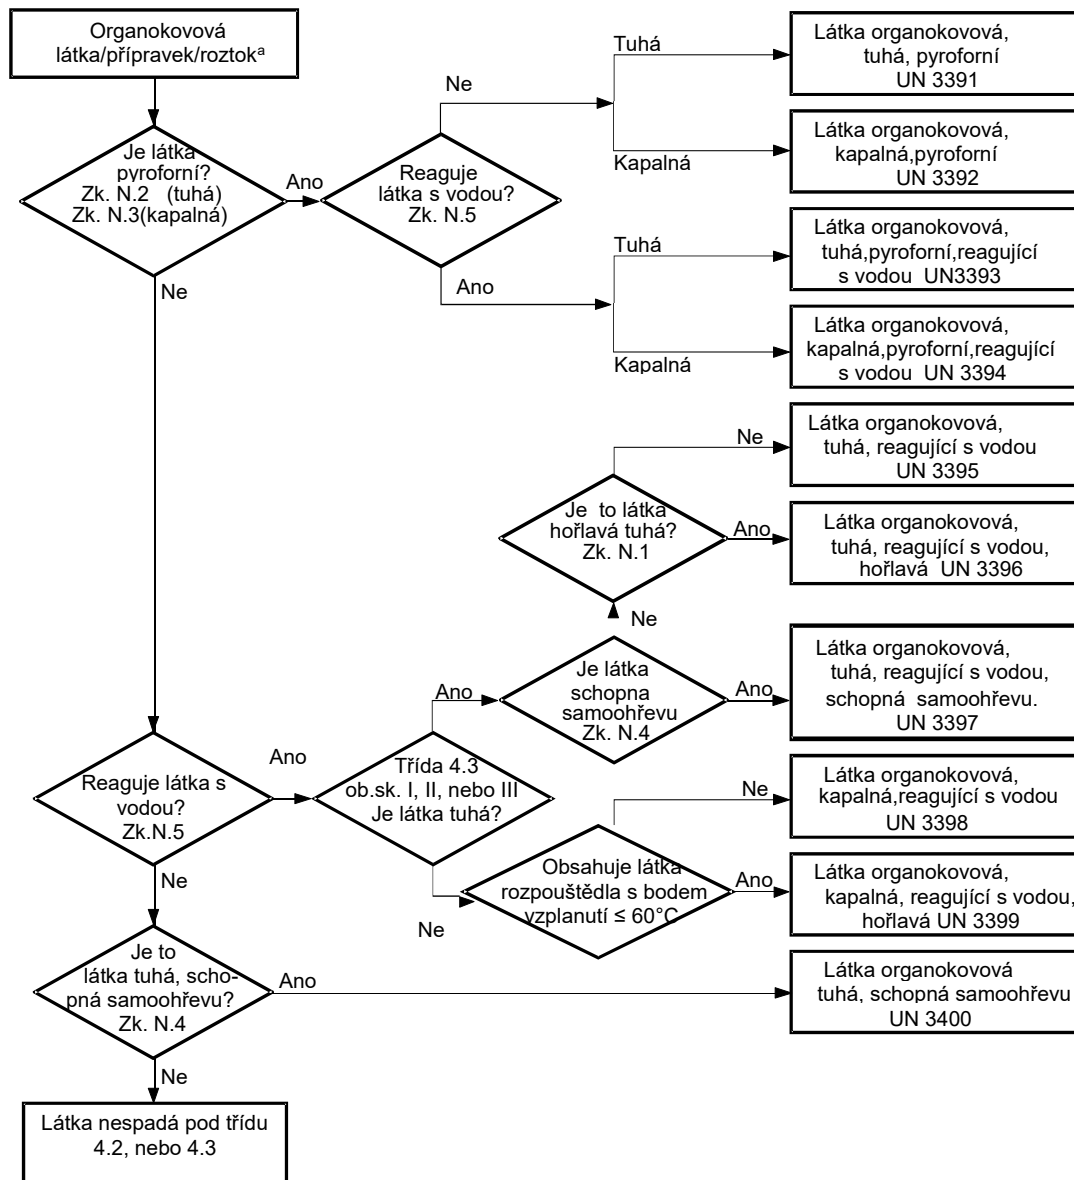 Organokovová
látka/přípravek/roztokᵃ
Tuhá
Látka organokovová,
tuhá, pyroforní
UN 3391
Ne
Je látka
pyroforní?
Zk. N.2 (tuhá)
Zk. N.3(kapalná)
Ano
Reaguje
látka s vodou?
Zk. N.5
Kapalná
Látka organokovová,
kapalná,pyroforní
UN 3392
Tuhá
Látka organokovová,
tuhá,pyroforní,reagující
s vodou UN3393
Ne
Ano
Kapalná
Látka organokovová,
kapalná,pyroforní,reagující
s vodou UN 3394
Ne
Látka organokovová,
tuhá, reagující s vodou
UN 3395
Je to látka
hořlavá tuhá?
Zk. N.1
Ano
Látka organokovová,
tuhá, reagující s vodou,
hořlavá UN 3396
Ne
Je látka
schopna
samoohřevu
Zk. N.4
Ano
Ano
Látka organokovová,
tuhá, reagující s vodou,
schopná samoohřevu.
UN 3397
Reaguje látka s
vodou?
Zk.N.5
Ano
Třída 4.3
ob.sk. I, II, nebo III
Je látka tuhá?
Ne
Látka organokovová,
kapalná,reagující s vodou
UN 3398
Ne
Ne
Obsahuje látka
rozpouštědla s bodem
vzplanutí ≤ 60°C
Ano
Látka organokovová,
kapalná, reagující s vodou,
hořlavá UN 3399
Je to
látka tuhá, scho-
pná samoohřevu?
Zk. N.4
Ano
Látka organokovová
tuhá, schopná samoohřevu
UN 3400
Ne
Látka nespadá pod třídu
4.2, nebo 4.3